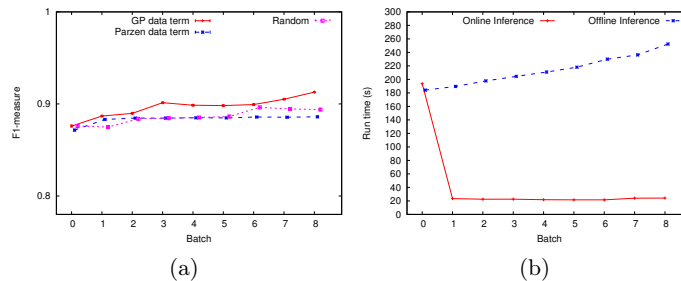 GP data term
Parzen data term
Random
1
0.9
0.8
F1-measure
0 1 2 3 4 5 6 7 8
Batch
(a)
Online Inference
Offline Inference
300
280
260
240
220
200
180
160
140
120
100
80
60
40
20
0
Run time (s)
0 1 2 3 4 5 6 7 8
Batch
(b)